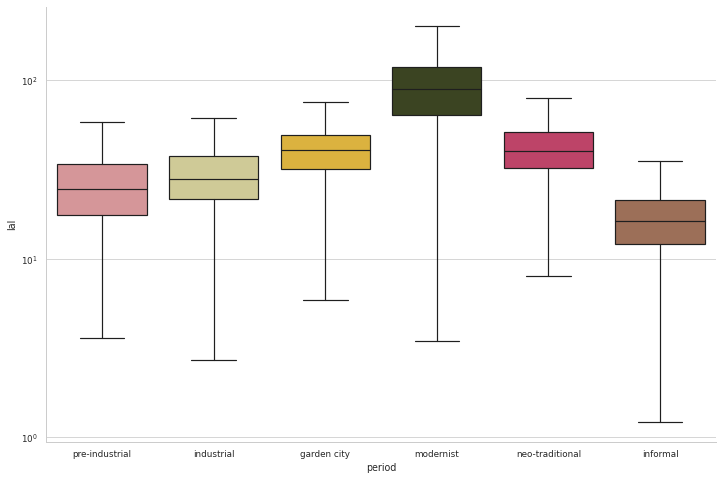 10²
10¹
10⁰
lal
pre-industrial industrial garden city modernist neo-traditional informal
period